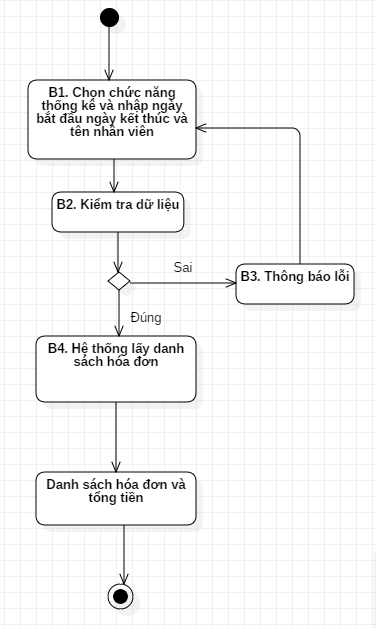 B1. Chọn chức năng
thống kê và nhập ngày
bắt đầu ngày kết thúc và
tên nhân viên
B2. Kiểm tra dữ liệu
Sai
B3. Thông báo lỗi
Đúng
B4. Hệ thống lấy danh
sách hóa đơn
Danh sách hóa đơn và
tổng tiền